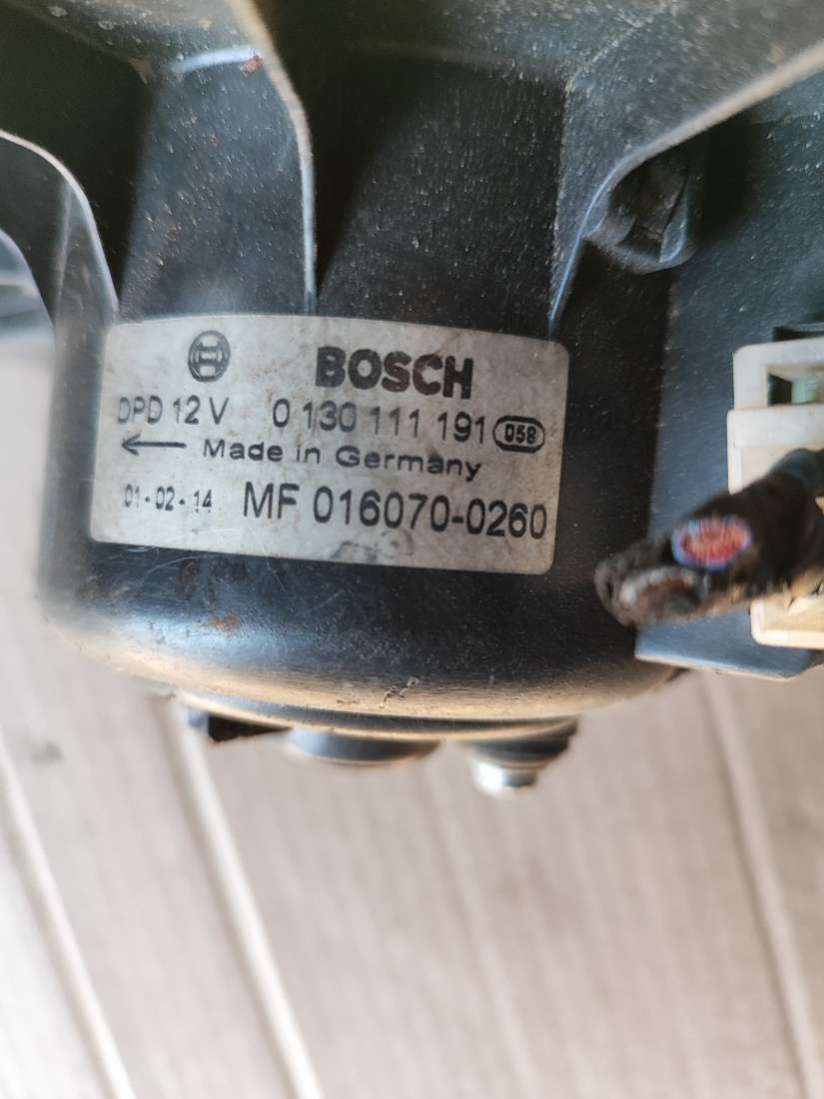 BOSCH
DPD 12 V 0 130 111 191 058
Made in Germany
01-02-14 MF 016070-0260